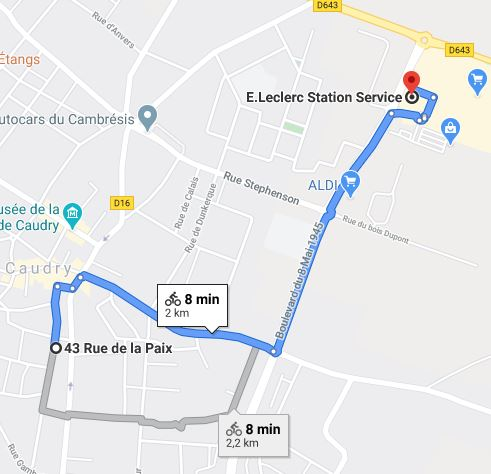 D643
Rue d'Anvers
D643
Étangs
E.Leclerc Station Service
utocars du Cambrésis
ALDI
Rue Stephenson
Rue de Calais
Rue de Dunkerque
D16
Rue du bois Dupont
usée de la
de Caudry
Boulevard du 8 Mai 1945
Caudry
8 min
2 km
43 Rue de la Paix
8 min
2,2 km
Rue Gamb